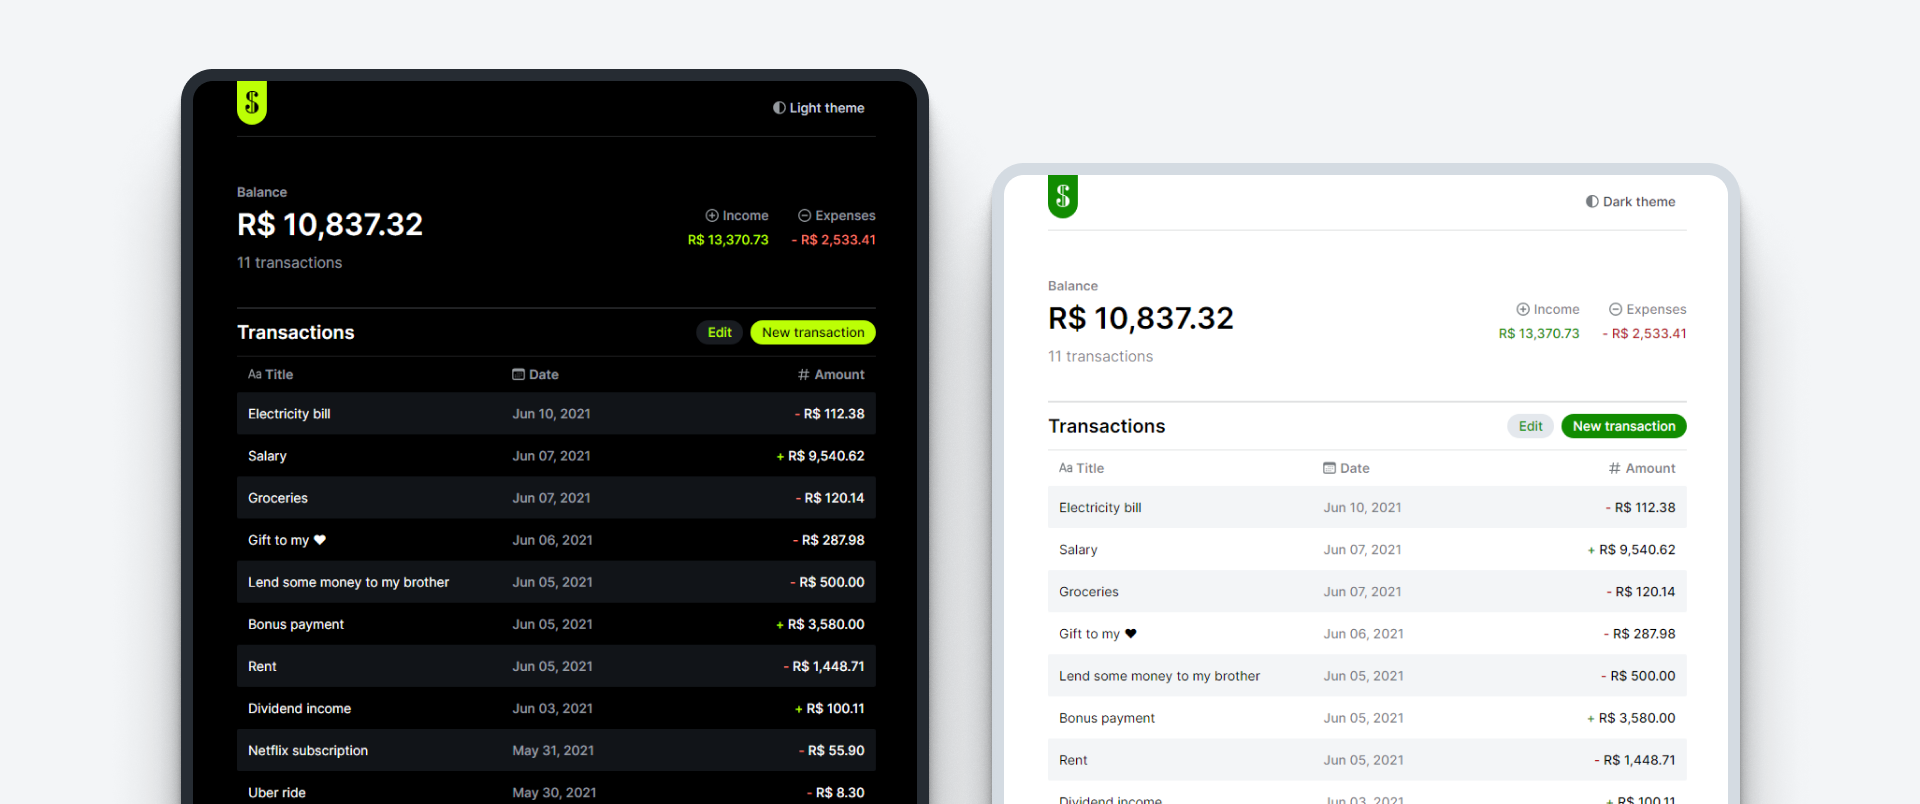 $
Light theme
Balance
R$ 10,837.32
11 transactions
Income
Expenses
R$ 13,370.73
- R$ 2,533.41
Transactions
Edit
New transaction
Aa Title
Date
# Amount
Electricity bill Jun 10, 2021 - R$ 112.38
Salary Jun 07, 2021 + R$ 9,540.62
Groceries Jun 07, 2021 - R$ 120.14
Gift to my ♥ Jun 06, 2021 - R$ 287.98
Lend some money to my brother Jun 05, 2021 - R$ 500.00
Bonus payment Jun 05, 2021 + R$ 3,580.00
Rent Jun 05, 2021 - R$ 1,448.71
Dividend income Jun 03, 2021 + R$ 100.11
Netflix subscription May 31, 2021 - R$ 55.90
Uber ride May 30, 2021 - R$ 8.30
$
Dark theme
Balance
R$ 10,837.32
11 transactions
Income
Expenses
R$ 13,370.73
- R$ 2,533.41
Transactions
Edit
New transaction
Aa Title
Date
# Amount
Electricity bill Jun 10, 2021 - R$ 112.38
Salary Jun 07, 2021 + R$ 9,540.62
Groceries Jun 07, 2021 - R$ 120.14
Gift to my ♥ Jun 06, 2021 - R$ 287.98
Lend some money to my brother Jun 05, 2021 - R$ 500.00
Bonus payment Jun 05, 2021 + R$ 3,580.00
Rent Jun 05, 2021 - R$ 1,448.71
Dividend income Jun 03, 2021 + R$ 100.11